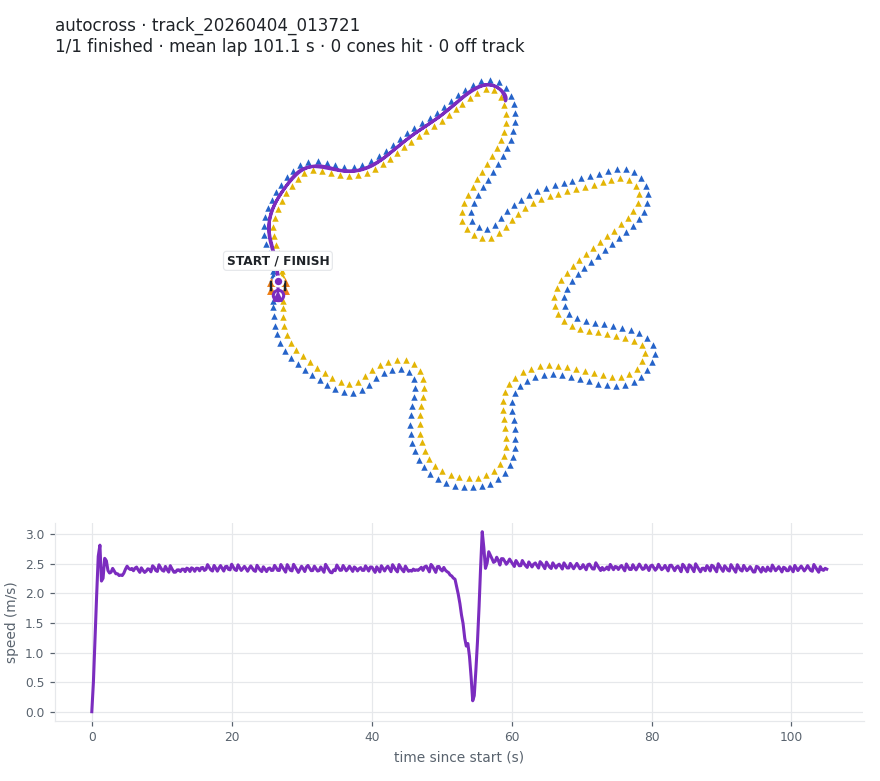 autocross · track_20260404_013721
1/1 finished · mean lap 101.1 s · 0 cones hit · 0 off track
START / FINISH
3.0
2.5
2.0
1.5
1.0
0.5
0.0
speed (m/s)
0 20 40 60 80 100
time since start (s)